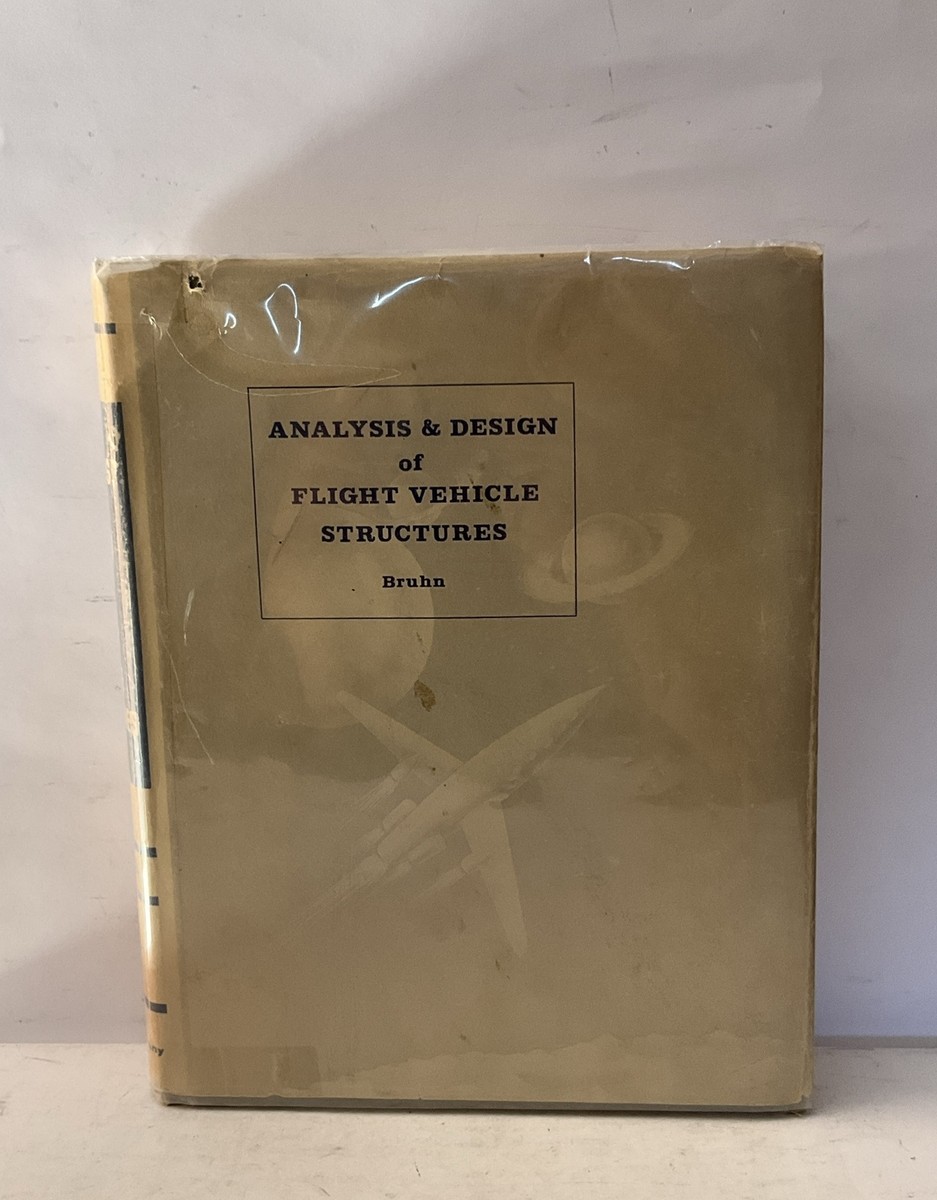 ANALYSIS & DESIGN
of
FLIGHT VEHICLE
STRUCTURES
Bruhn